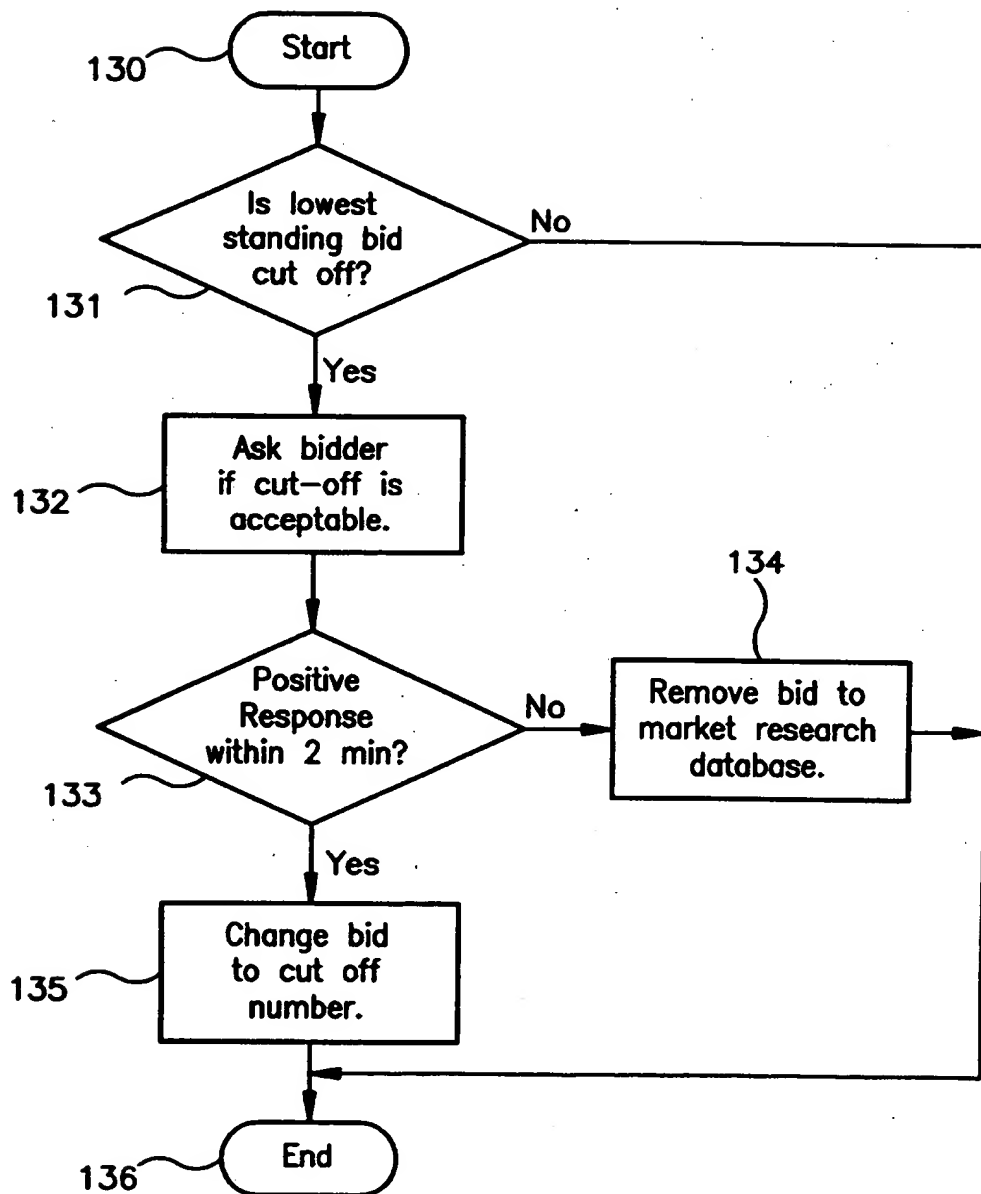 Start
130
Is lowest
standing bid
cut off?
No
131
Yes
Ask bidder
if cut-off is
acceptable.
132
134
Positive
Response
within 2 min?
No
Remove bid to
market research
database.
133
Yes
Change bid
to cut off
number.
135
End
136